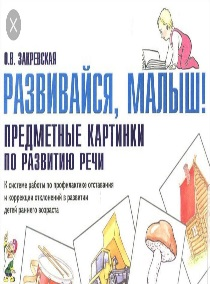 О.В. ЗАКРЕВСКАЯ
РАЗВИВАЙСЯ, МАЛЫШ!
ПРЕДМЕТНЫЕ КАРТИНКИ
ПО РАЗВИТИЮ РЕЧИ
К системе работы по профилактике отставания
и коррекции отклонений в развитии
детей раннего возраста